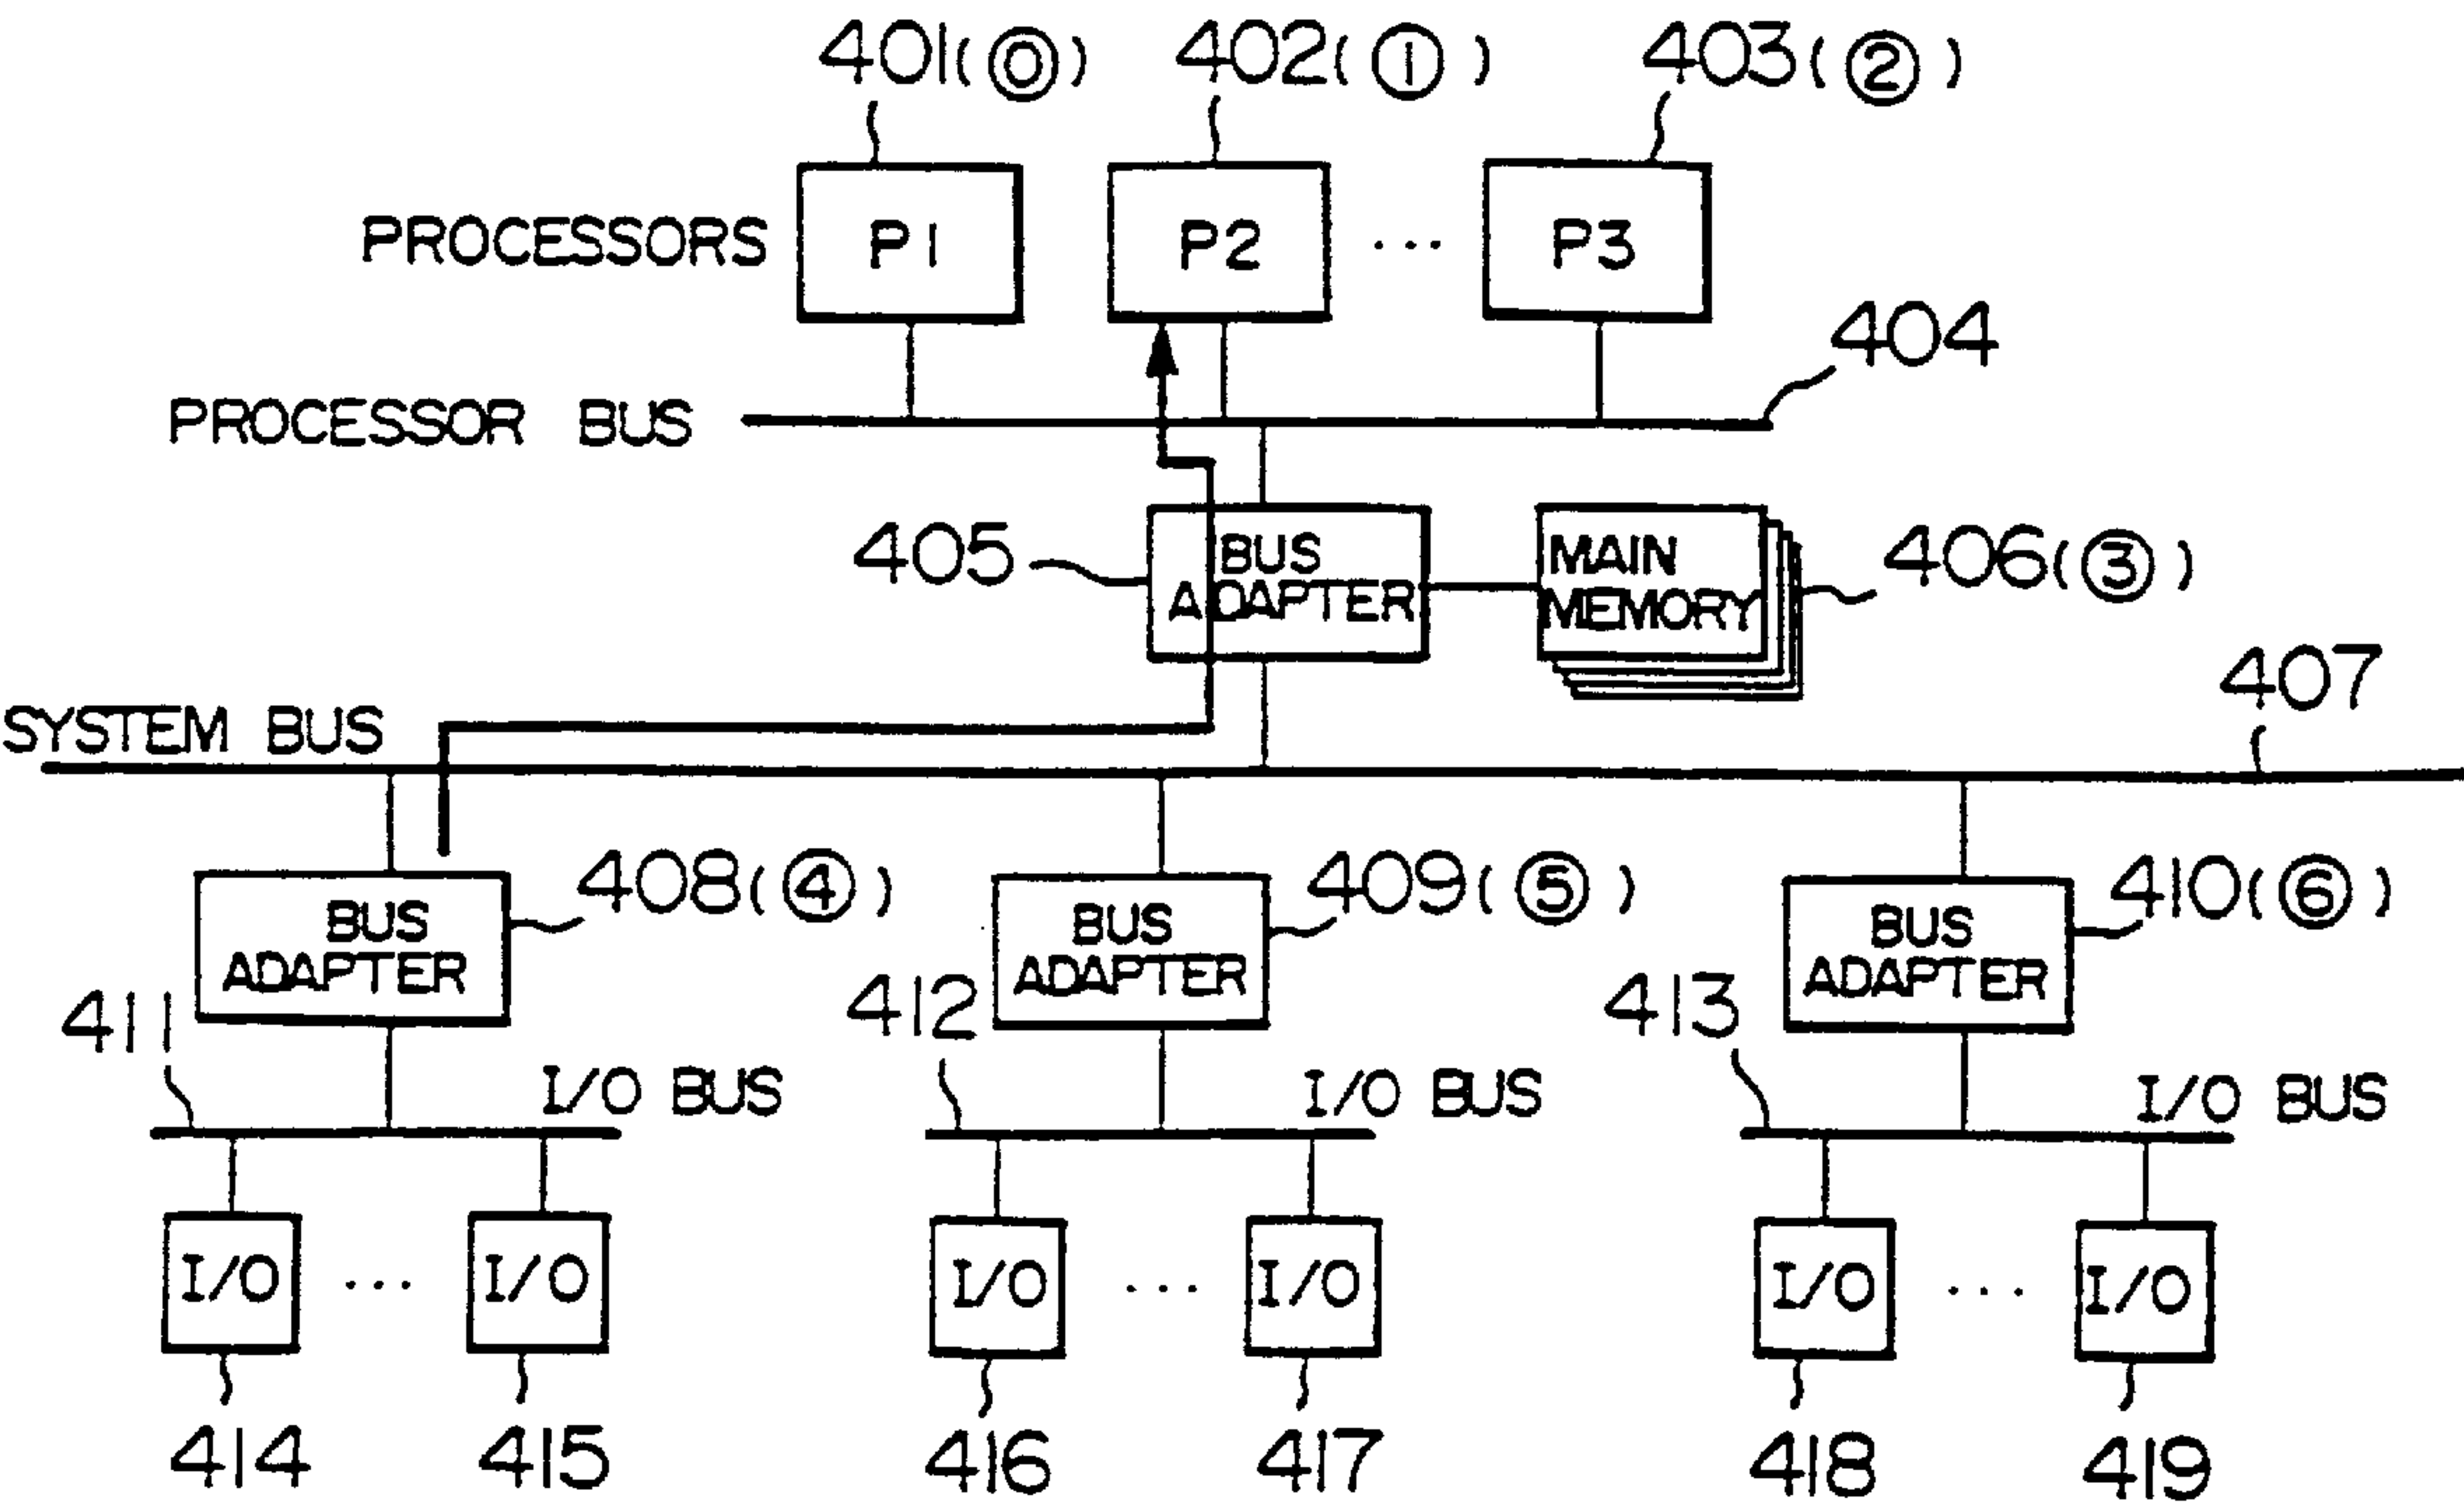 401(⓪) 402(①) 403(②)
PROCESSORS P1 P2 ... P3
404
PROCESSOR BUS
405 BUS ADAPTER MAIN MEMORY 406(③)
407
SYSTEM BUS
408(④) 409(⑤) 410(⑥)
BUS ADAPTER BUS ADAPTER BUS ADAPTER
411 412 413
I/O BUS I/O BUS I/O BUS
I/O ... I/O I/O ... I/O I/O ... I/O
414 415 416 417 418 419